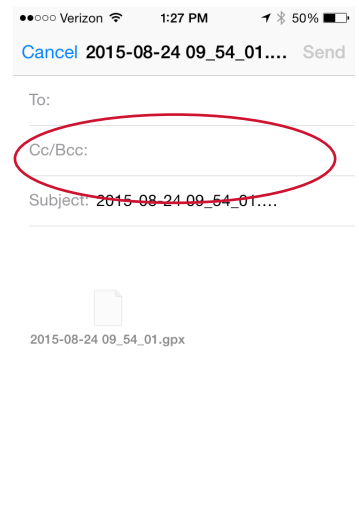 Verizon 1:27 PM 50%
Cancel 2015-08-24 09_54_01.... Send
To:
Cc/Bcc:
Subject: 2015-08-24 09_54_01....
2015-08-24 09_54_01.gpx